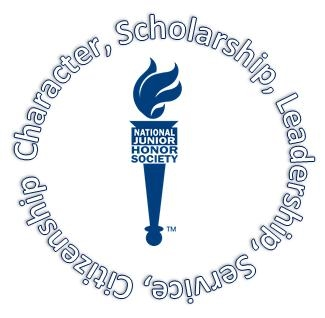 Character, Scholarship, Leadership, Service, Citizenship
NATIONAL
JUNIOR
HONOR
SOCIETY
TM